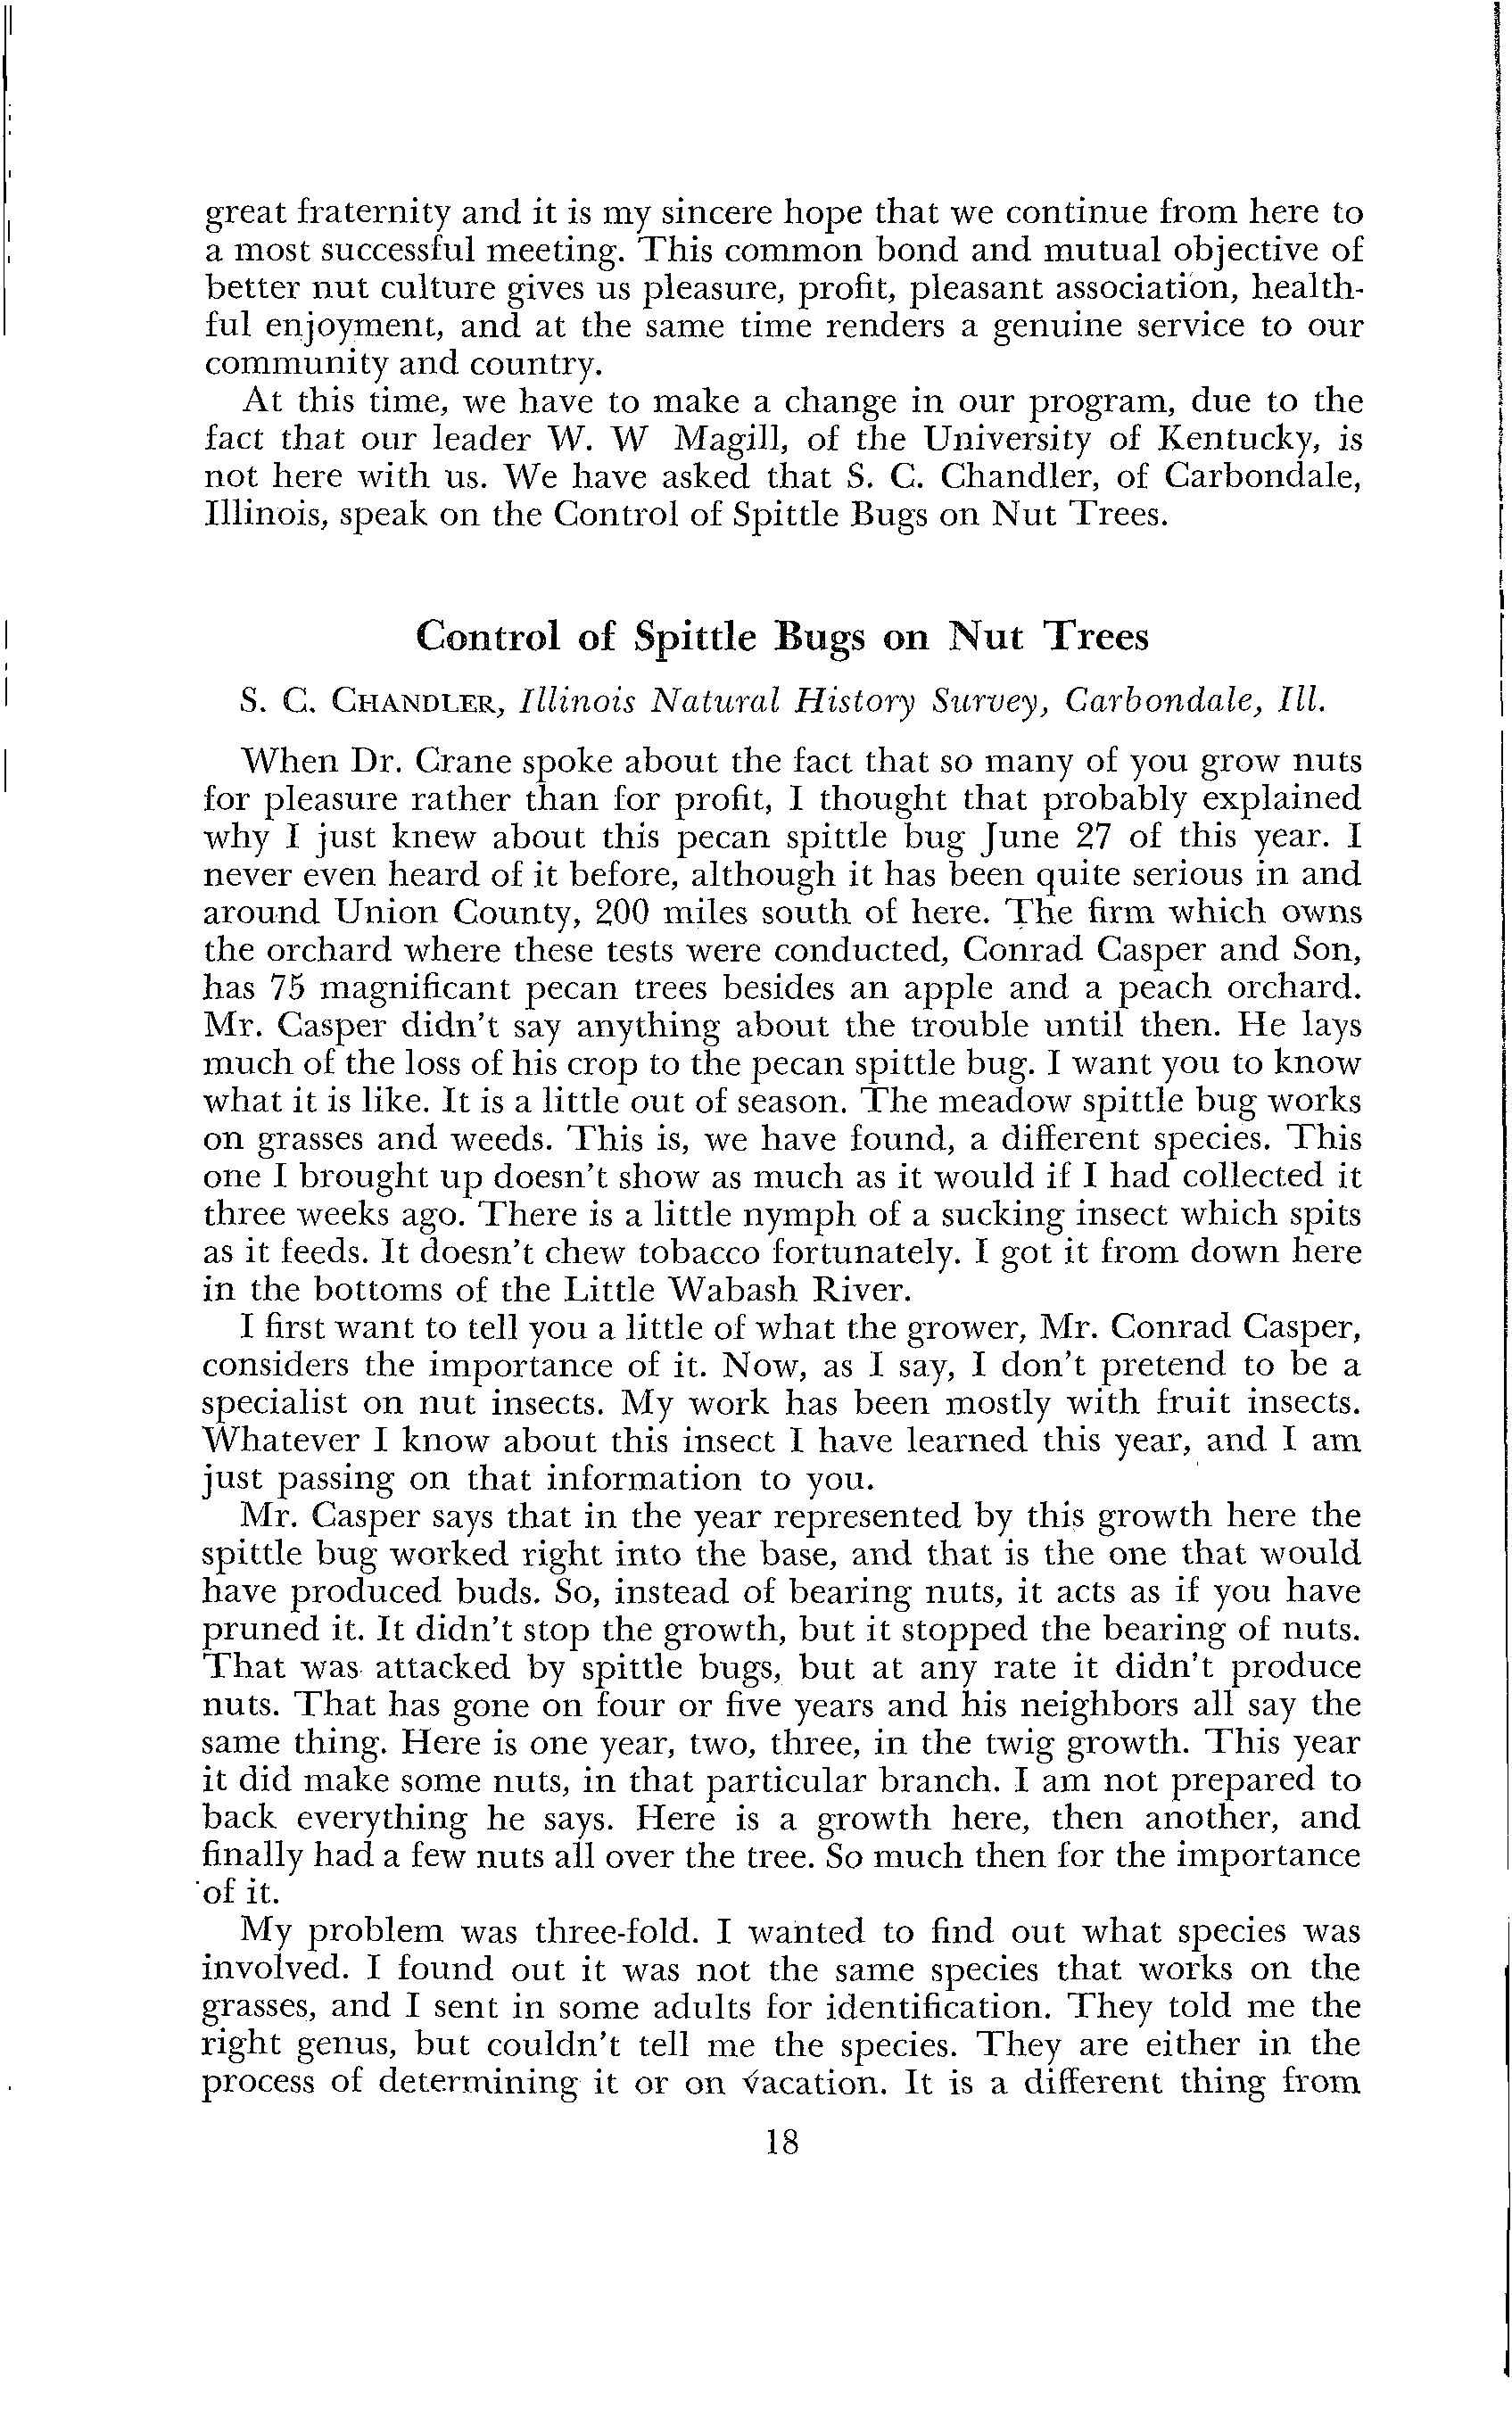 great fraternity and it is my sincere hope that we continue from here to
a most successful meeting. This common bond and mutual objective of
better nut culture gives us pleasure, profit, pleasant association, health-
ful enjoyment, and at the same time renders a genuine service to our
community and country.
At this time, we have to make a change in our program, due to the
fact that our leader W. W Magill, of the University of Kentucky, is
not here with us. We have asked that S. C. Chandler, of Carbondale,
Illinois, speak on the Control of Spittle Bugs on Nut Trees.
Control of Spittle Bugs on Nut Trees
S. C. CHANDLER, Illinois Natural History Survey, Carbondale, Ill.
When Dr. Crane spoke about the fact that so many of you grow nuts
for pleasure rather than for profit, I thought that probably explained
why I just knew about this pecan spittle bug June 27 of this year. I
never even heard of it before, although it has been quite serious in and
around Union County, 200 miles south of here. The firm which owns
the orchard where these tests were conducted, Conrad Casper and Son,
has 75 magnificant pecan trees besides an apple and a peach orchard.
Mr. Casper didn't say anything about the trouble until then. He lays
much of the loss of his crop to the pecan spittle bug. I want you to know
what it is like. It is a little out of season. The meadow spittle bug works
on grasses and weeds. This is, we have found, a different species. This
one I brought up doesn't show as much as it would if I had collected it
three weeks ago. There is a little nymph of a sucking insect which spits
as it feeds. It doesn't chew tobacco fortunately. I got it from down here
in the bottoms of the Little Wabash River.
I first want to tell you a little of what the grower, Mr. Conrad Casper,
considers the importance of it. Now, as I say, I don't pretend to be a
specialist on nut insects. My work has been mostly with fruit insects.
Whatever I know about this insect I have learned this year, and I am
just passing on that information to you.
Mr. Casper says that in the year represented by this growth here the
spittle bug worked right into the base, and that is the one that would
have produced buds. So, instead of bearing nuts, it acts as if you have
pruned it. It didn't stop the growth, but it stopped the bearing of nuts.
That was attacked by spittle bugs, but at any rate it didn't produce
nuts. That has gone on four or five years and his neighbors all say the
same thing. Here is one year, two, three, in the twig growth. This year
it did make some nuts, in that particular branch. I am not prepared to
back everything he says. Here is a growth here, then another, and
finally had a few nuts all over the tree. So much then for the importance
of it.
My problem was three-fold. I wanted to find out what species was
involved. I found out it was not the same species that works on the
grasses, and I sent in some adults for identification. They told me the
right genus, but couldn't tell me the species. They are either in the
process of determining it or on vacation. It is a different thing from
18